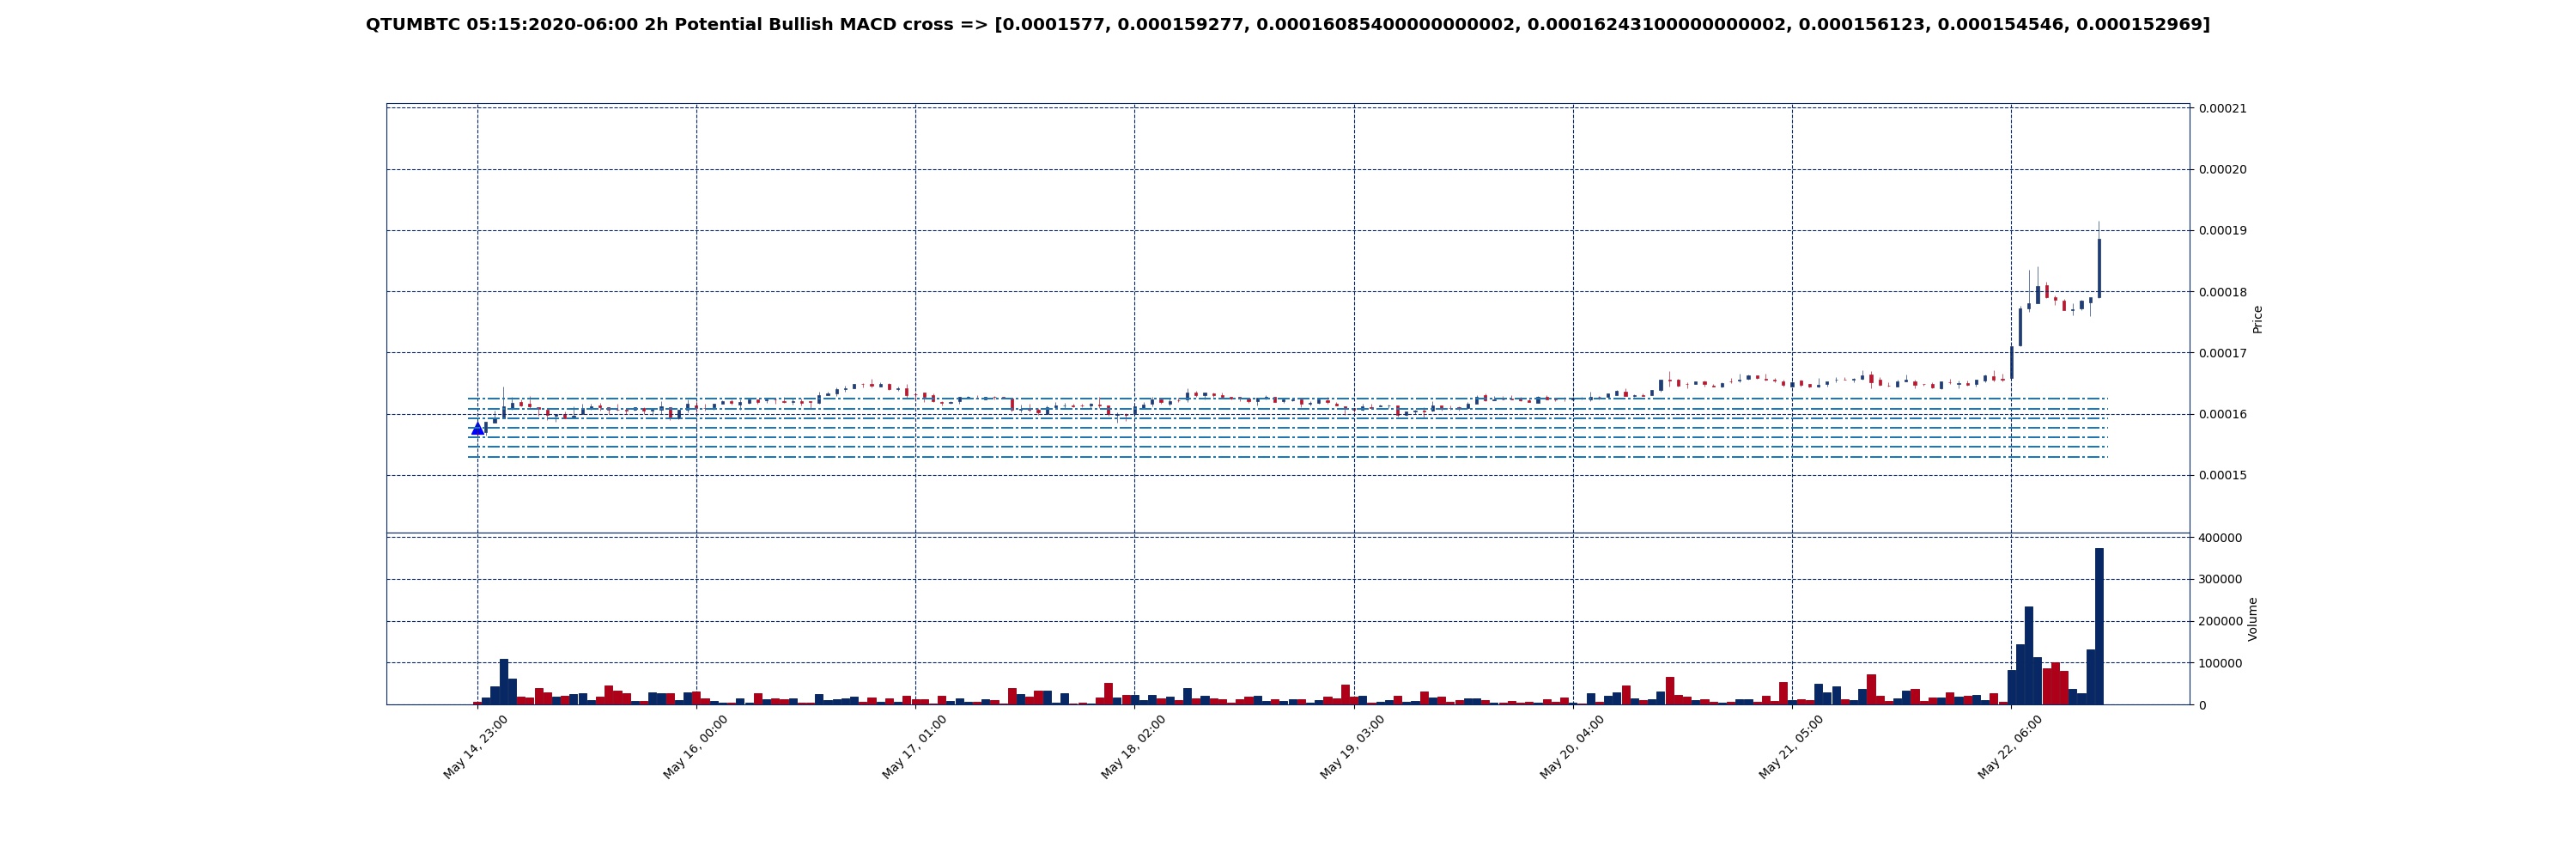 QTUMBTC 05:15:2020-06:00 2h Potential Bullish MACD cross => [0.0001577, 0.000159277, 0.00016085400000000002, 0.00016243100000000002, 0.000156123, 0.000154546, 0.000152969]
0.00021
0.00020
0.00019
0.00018
0.00017
0.00016
0.00015
Price
400000
300000
200000
100000
0
Volume
May 14, 23:00
May 16, 00:00
May 17, 01:00
May 18, 02:00
May 19, 03:00
May 20, 04:00
May 21, 05:00
May 22, 06:00